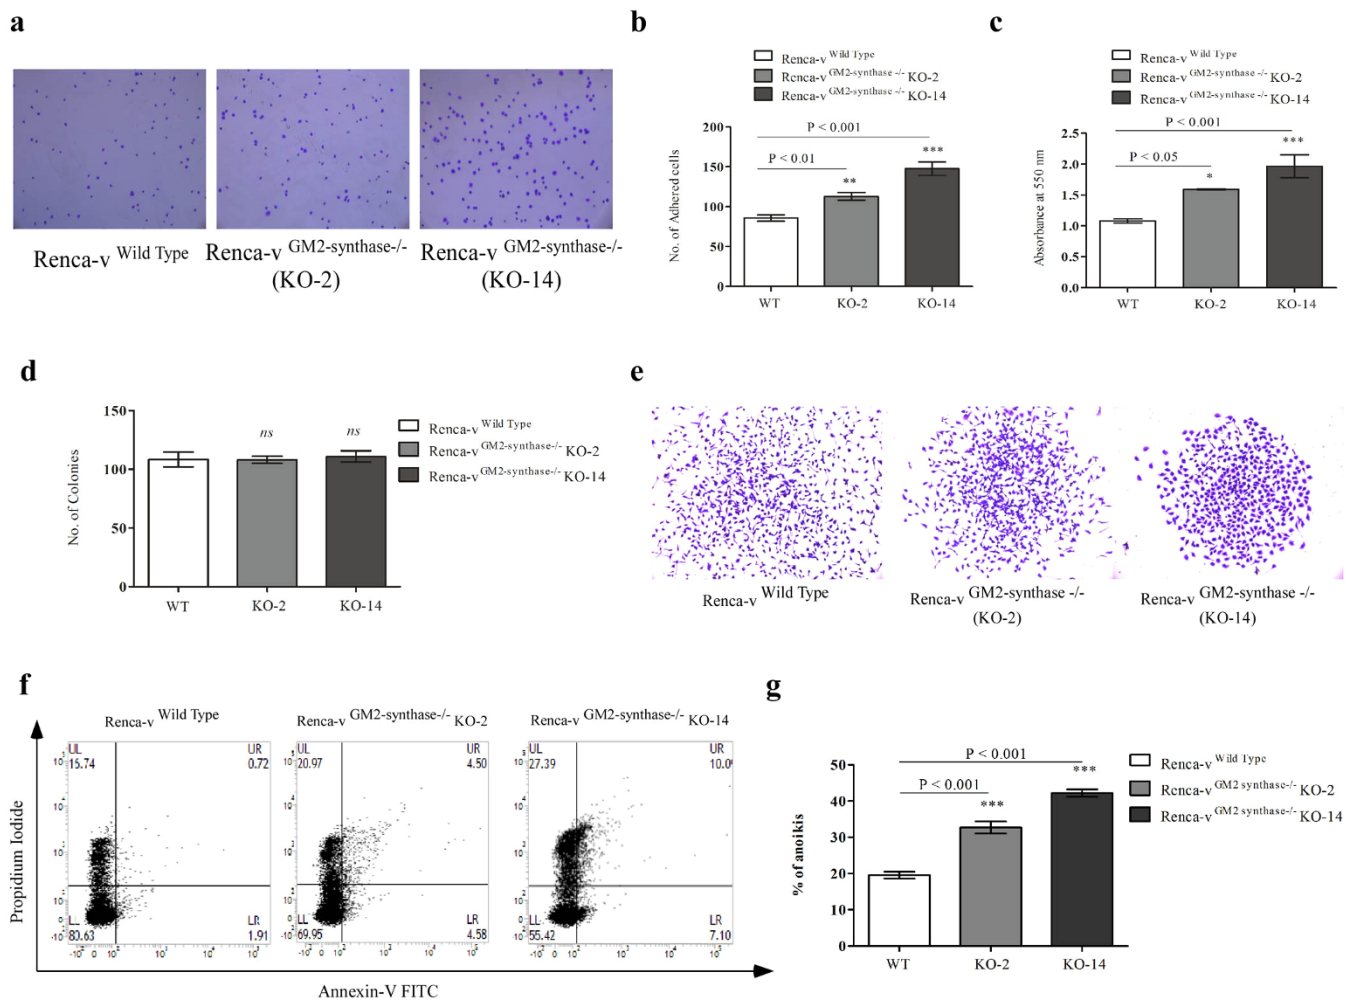 a
Renca-v Wild Type
Renca-v GM2-synthase-/-
(KO-2)
Renca-v GM2-synthase-/-
(KO-14)
b
Renca-v Wild Type
Renca-v GM2-synthase -/- KO-2
Renca-v GM2-synthase -/- KO-14
No. of Adhered cells
200
150
100
50
0
P < 0.001
P < 0.01
**
***
WT KO-2 KO-14
c
Renca-v Wild Type
Renca-v GM2-synthase -/- KO-2
Renca-v GM2-synthase -/- KO-14
Absorbance at 550 nm
2.5
2.0
1.5
1.0
0.5
0.0
P < 0.001
P < 0.05
*
***
WT KO-2 KO-14
d
No. of Colonies
150
100
50
0
ns ns
WT KO-2 KO-14
Renca-v Wild Type
Renca-v GM2-synthase-/- KO-2
Renca-v GM2-synthase-/- KO-14
e
Renca-v Wild Type
Renca-v GM2-synthase -/-
(KO-2)
Renca-v GM2-synthase -/-
(KO-14)
f
Propidium Iodide
Renca-v Wild Type
UL UR
15.74 0.72
LL LR
80.63 1.91
Renca-v GM2-synthase-/- KO-2
UL UR
20.97 4.50
LL LR
69.95 4.58
Renca-v GM2-synthase-/- KO-14
UL UR
27.39 10.0
LL LR
55.42 7.10
Annexin-V FITC
g
% of anoikis
50
40
30
20
10
0
P < 0.001
P < 0.001
***
***
WT KO-2 KO-14
Renca-v Wild Type
Renca-v GM2 synthase-/- KO-2
Renca-v GM2 synthase-/- KO-14